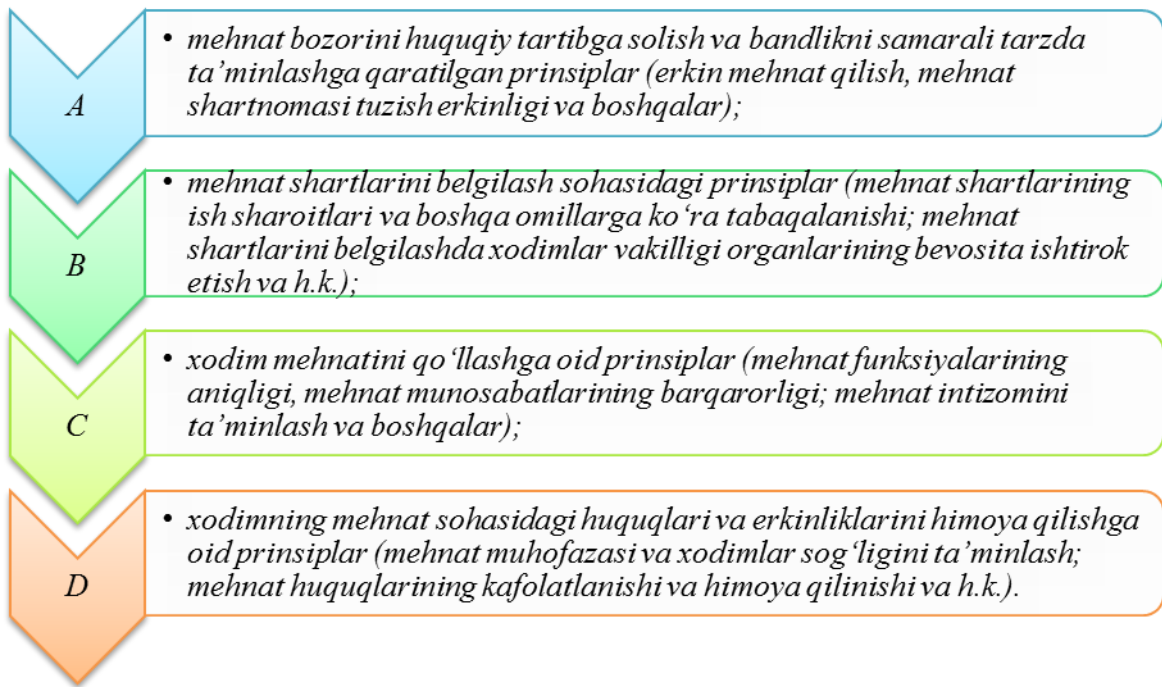 A
• mehnat bozorini huquqiy tartibga solish va bandlikni samarali tarzda
ta’minlashga qaratilgan prinsiplar (erkin mehnat qilish, mehnat
shartnomasi tuzish erkinligi va boshqalar);
B
• mehnat shartlarini belgilash sohasidagi prinsiplar (mehnat shartlarining
ish sharoitlari va boshqa omillarga ko‘ra tabaqalanishi; mehnat
shartlarini belgilashda xodimlar vakilligi organlarining bevosita ishtirok
etish va h.k.);
C
• xodim mehnatini qo‘llashga oid prinsiplar (mehnat funksiyalarining
aniqligi, mehnat munosabatlarining barqarorligi; mehnat intizomini
ta’minlash va boshqalar);
D
• xodimning mehnat sohasidagi huquqlari va erkinliklarini himoya qilishga
oid prinsiplar (mehnat muhofazasi va xodimlar sog‘ligini ta’minlash;
mehnat huquqlarining kafolatlanishi va himoya qilinishi va h.k.).